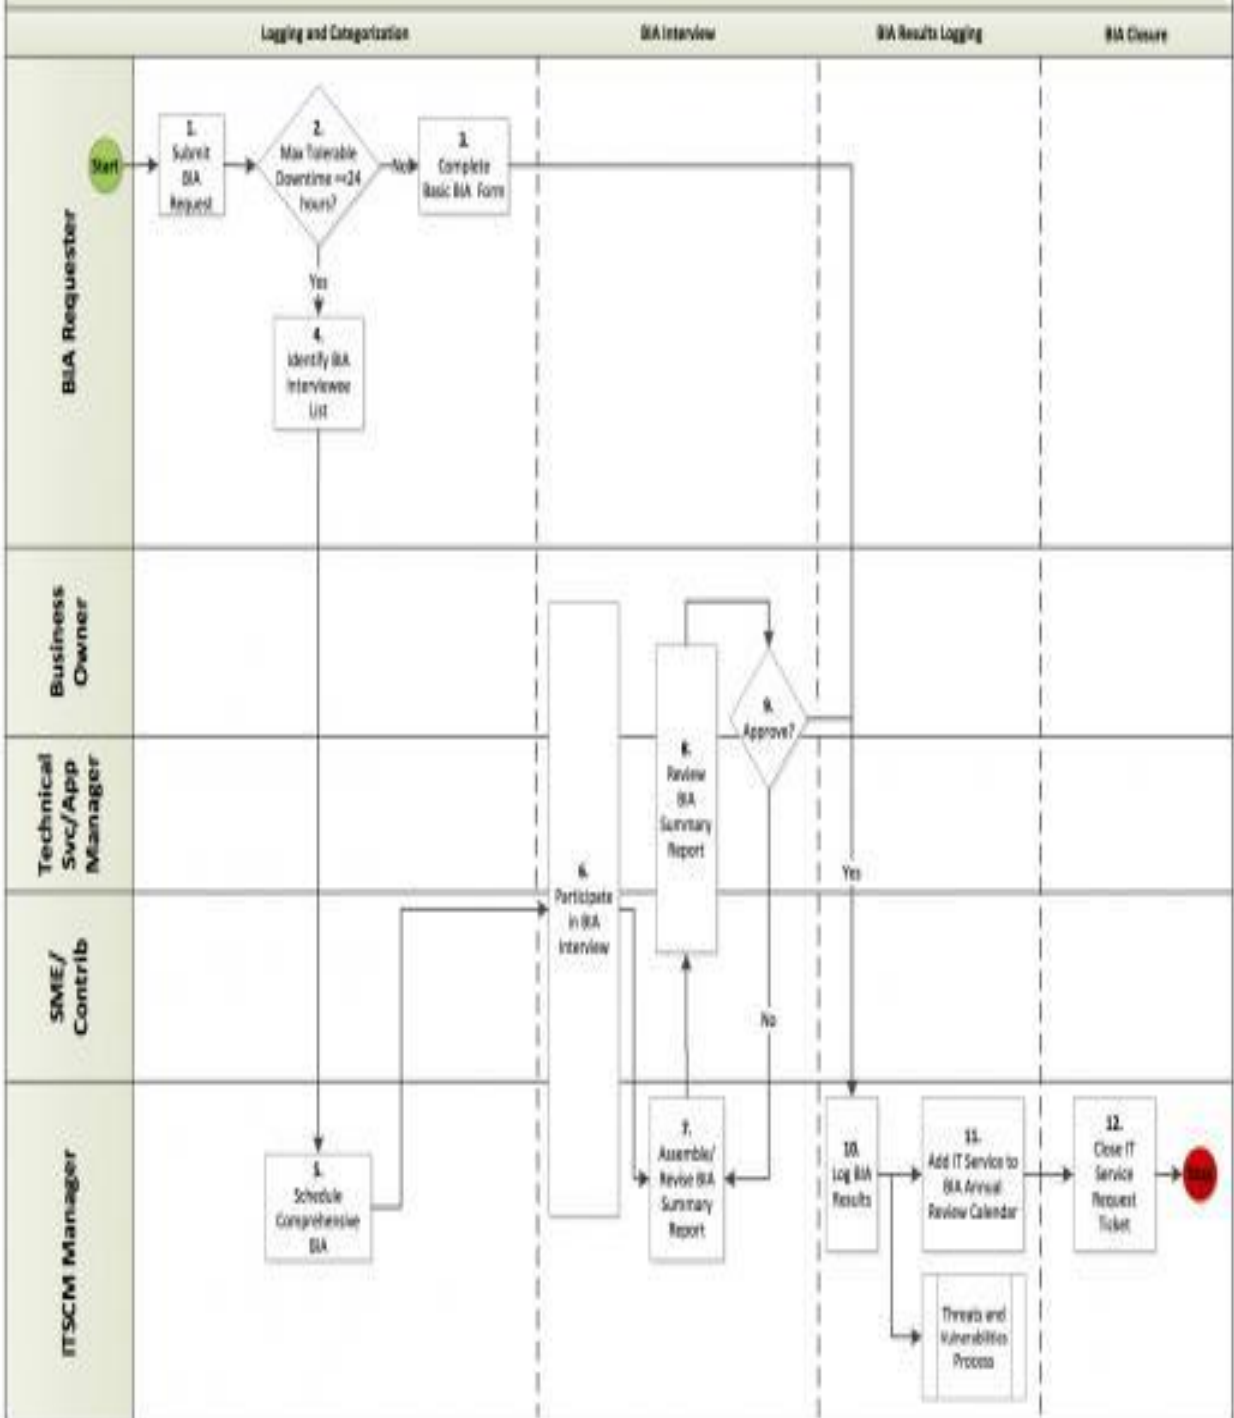 Logging and Categorization
BIA Interview
BIA Results Logging
BIA Closure
BIA Requester
Start
1.
Submit
BIA
Request
2.
Max Tolerable
Downtime =<24
hours?
No
3.
Complete
Basic BIA Form
Yes
4.
Identify BIA
Interviewee
List
Business
Owner
Technical
Svc/App
Manager
SME/
Contrib
ITSCM Manager
5.
Schedule
Comprehensive
BIA
6.
Participate
in BIA
Interview
7.
Assemble/
Revise BIA
Summary
Report
8.
Review
BIA
Summary
Report
9.
Approve?
No
Yes
10.
Log BIA
Results
11.
Add IT Service to
BIA Annual
Review Calendar
Threats and
Vulnerabilities
Process
12.
Close IT
Service
Request
Ticket